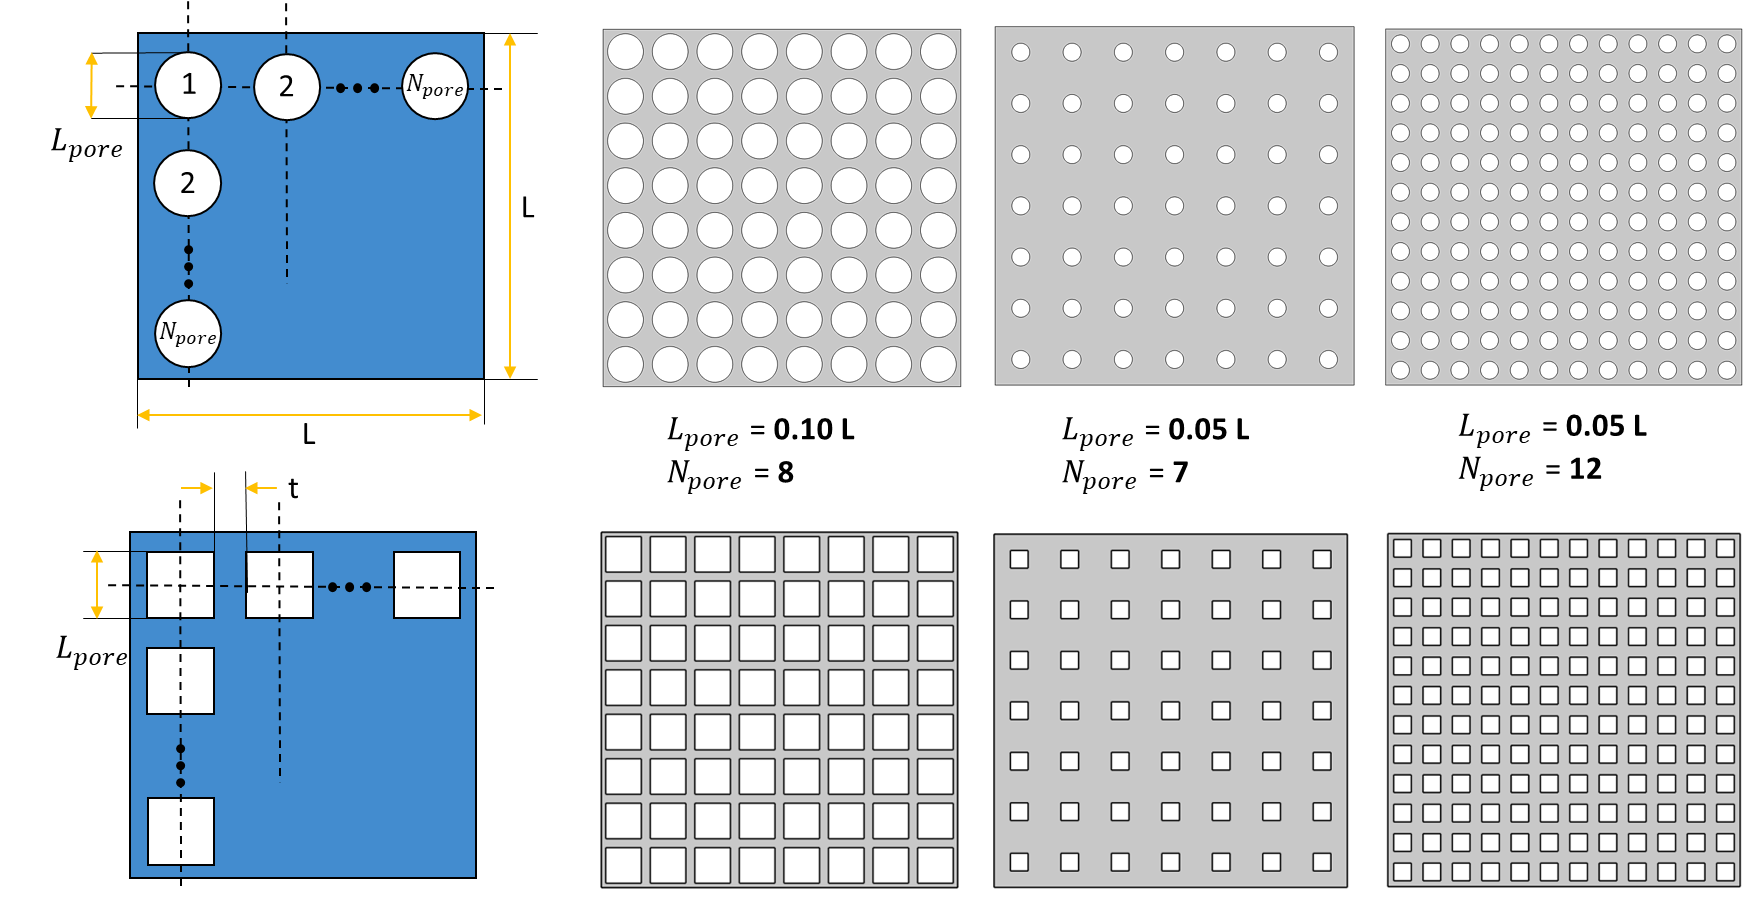 1
2
N_pore
L_pore
2
L
N_pore
L
L_pore = 0.10 L
N_pore = 8
L_pore = 0.05 L
N_pore = 7
L_pore = 0.05 L
N_pore = 12
t
L_pore